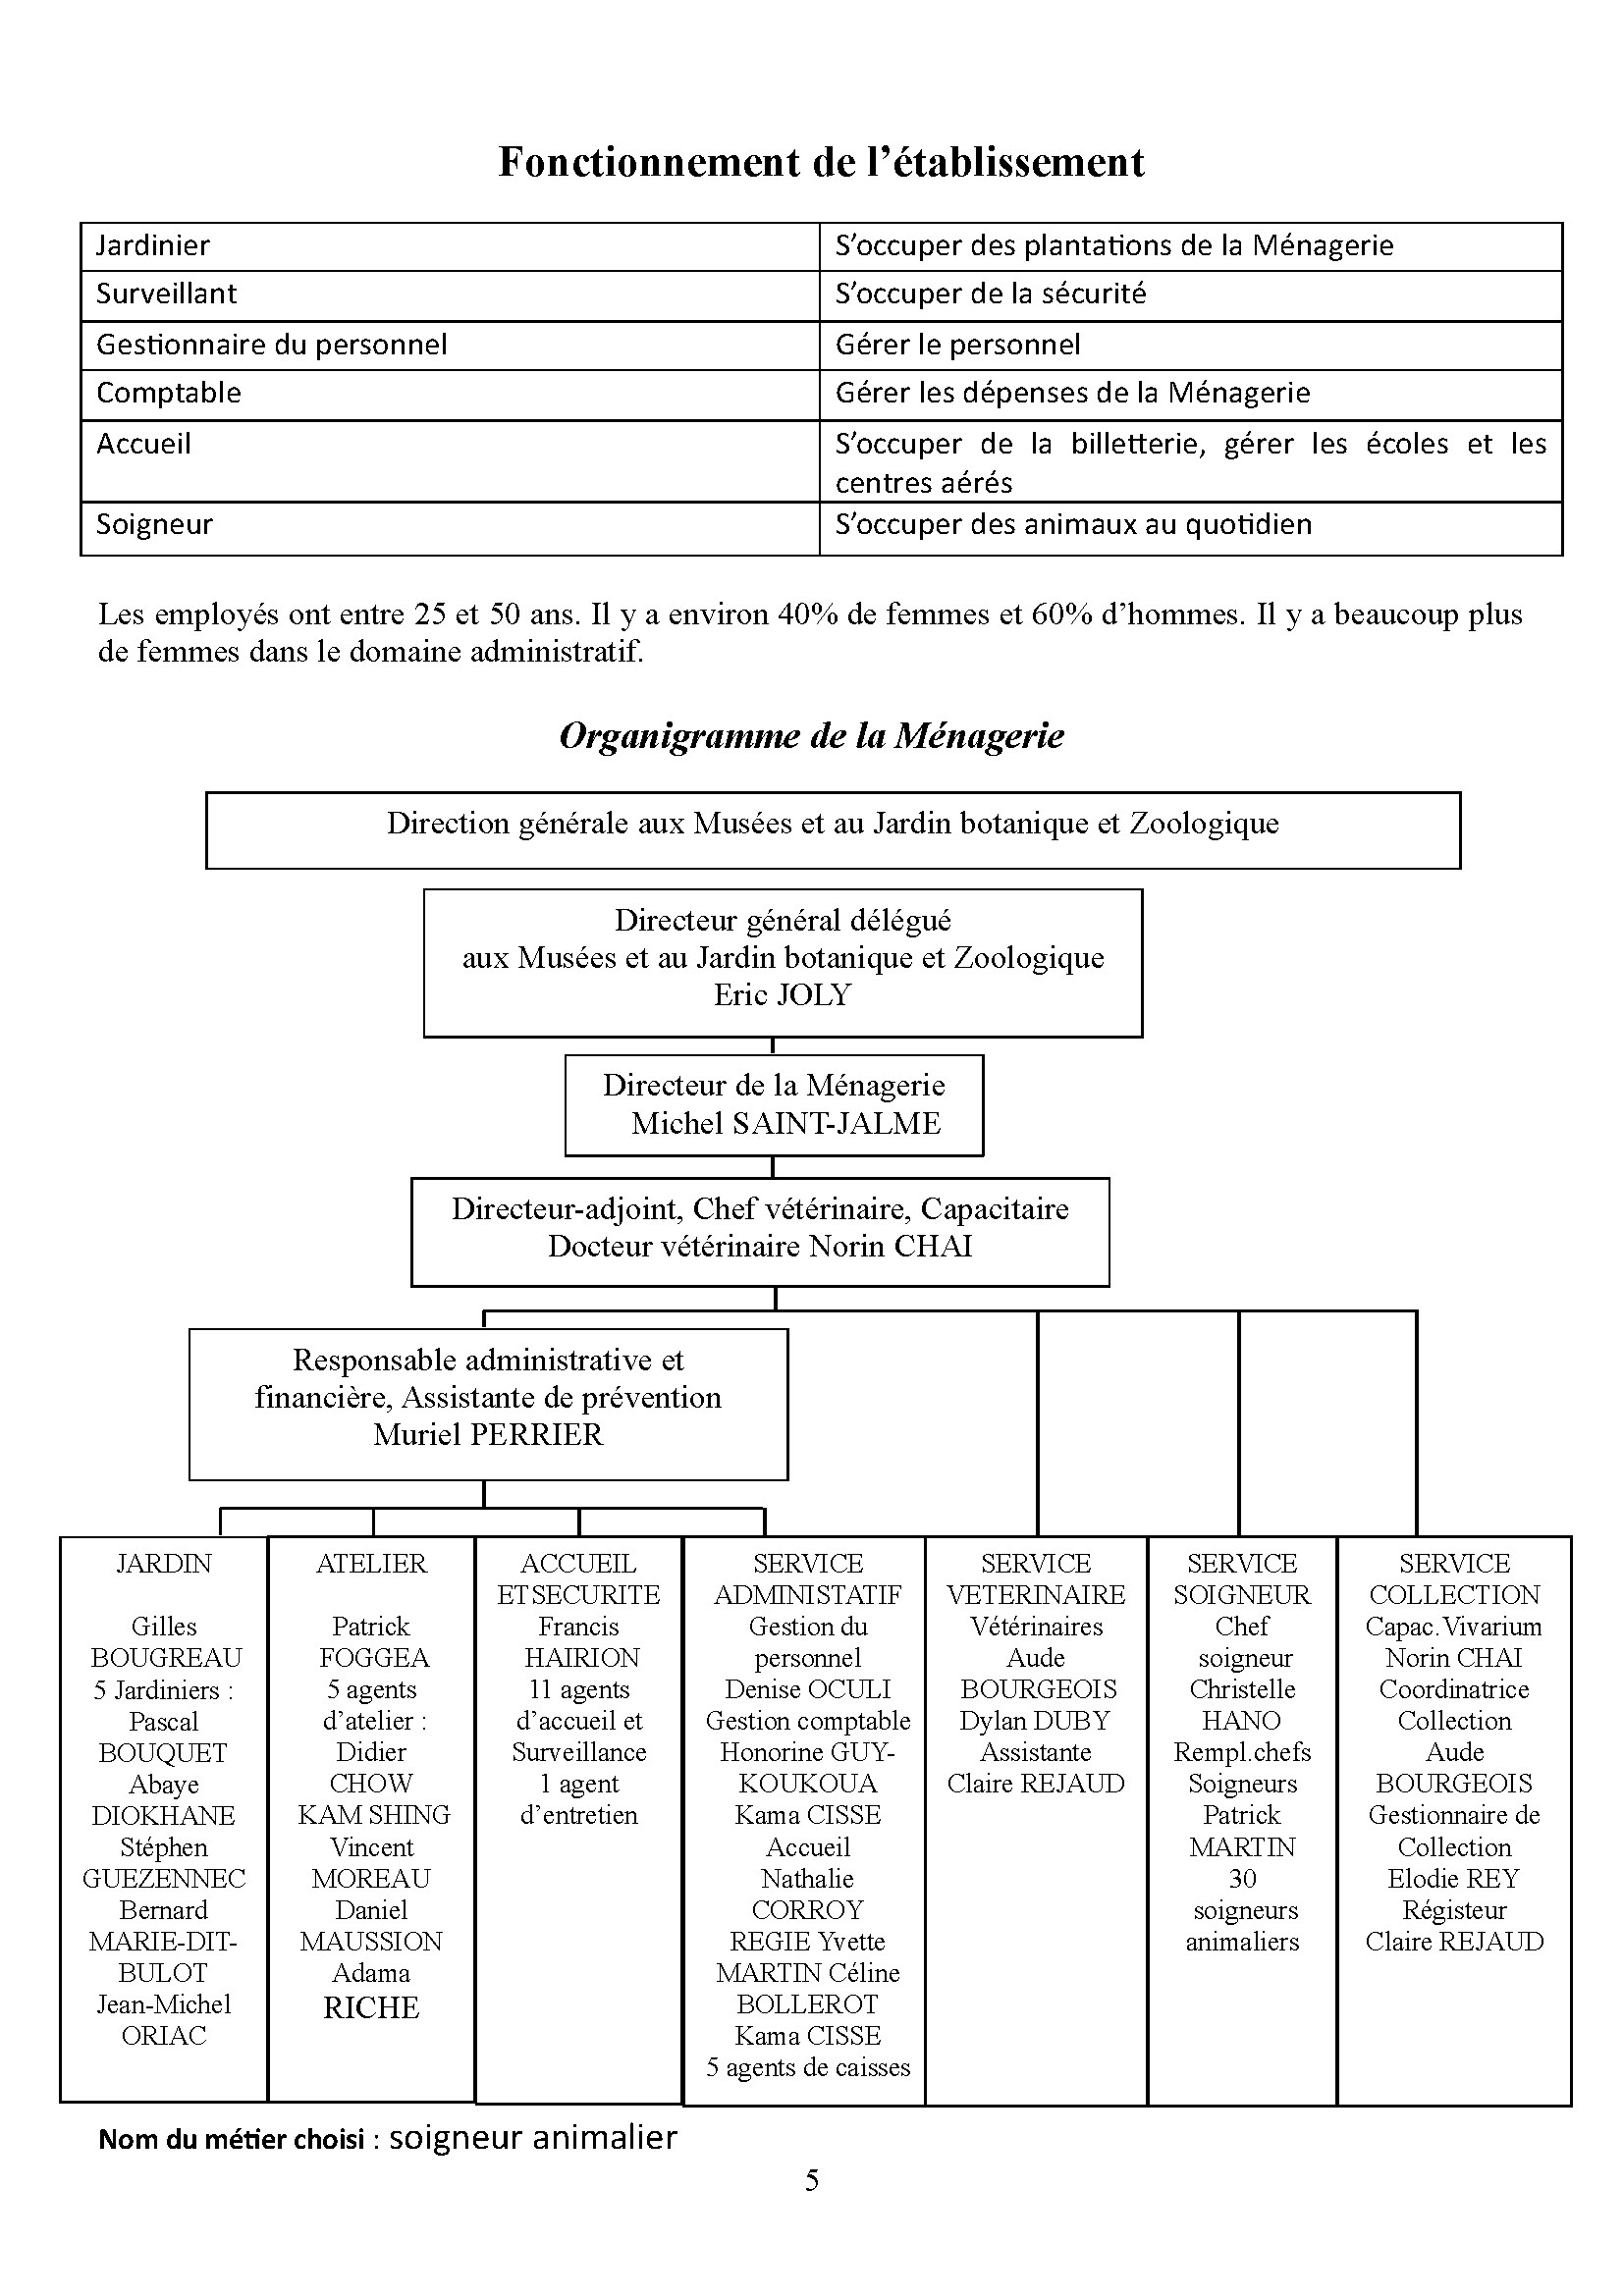 Fonctionnement de l’établissement
Jardinier
S’occuper des plantations de la Ménagerie
Surveillant
S’occuper de la sécurité
Gestionnaire du personnel
Gérer le personnel
Comptable
Gérer les dépenses de la Ménagerie
Accueil
S’occuper de la billetterie, gérer les écoles et les
centres aérés
Soigneur
S’occuper des animaux au quotidien
Les employés ont entre 25 et 50 ans. Il y a environ 40% de femmes et 60% d’hommes. Il y a beaucoup plus
de femmes dans le domaine administratif.
Organigramme de la Ménagerie
Direction générale aux Musées et au Jardin botanique et Zoologique
Directeur général délégué
aux Musées et au Jardin botanique et Zoologique
Eric JOLY
Directeur de la Ménagerie
Michel SAINT-JALME
Directeur-adjoint, Chef vétérinaire, Capacitaire
Docteur vétérinaire Norin CHAI
Responsable administrative et
financière, Assistante de prévention
Muriel PERRIER
JARDIN
Gilles
BOUGREAU
5 Jardiniers :
Pascal
BOUQUET
Abaye
DIOKHANE
Stéphen
GUEZENNEC
Bernard
MARIE-DIT-
BULOT
Jean-Michel
ORIAC
ATELIER
Patrick
FOGGEA
5 agents
d’atelier :
Didier
CHOW
KAM SHING
Vincent
MOREAU
Daniel
MAUSSION
Adama
RICHE
ACCUEIL
ET SECURITE
Francis
HAIRION
11 agents
d’accueil et
Surveillance
1 agent
d’entretien
SERVICE
ADMINISTATIF
Gestion du
personnel
Denise OCULI
Gestion comptable
Honorine GUY-
KOUKOUA
Kama CISSE
Accueil
Nathalie
CORROY
REGIE Yvette
MARTIN Céline
BOLLEROT
Kama CISSE
5 agents de caisses
SERVICE
VETERINAIRE
Vétérinaires
Aude
BOURGEOIS
Dylan DUBY
Assistante
Claire REJAUD
SERVICE
SOIGNEUR
Chef
soigneur
Christelle
HANO
Rempl.chefs
Soigneurs
Patrick
MARTIN
30
soigneurs
animaliers
SERVICE
COLLECTION
Capac.Vivarium
Norin CHAI
Coordinatrice
Collection
Aude
BOURGEOIS
Gestionnaire de
Collection
Elodie REY
Régisteur
Claire REJAUD
Nom du métier choisi : soigneur animalier
5